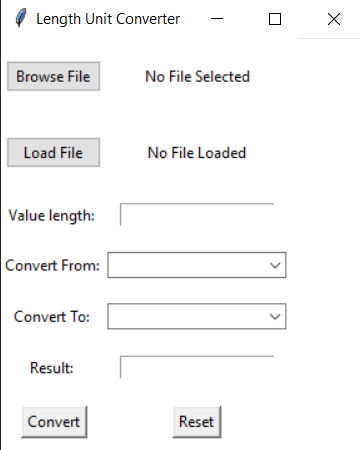 Length Unit Converter
Browse File No File Selected
Load File No File Loaded
Value length:
Convert From:
Convert To:
Result:
Convert Reset